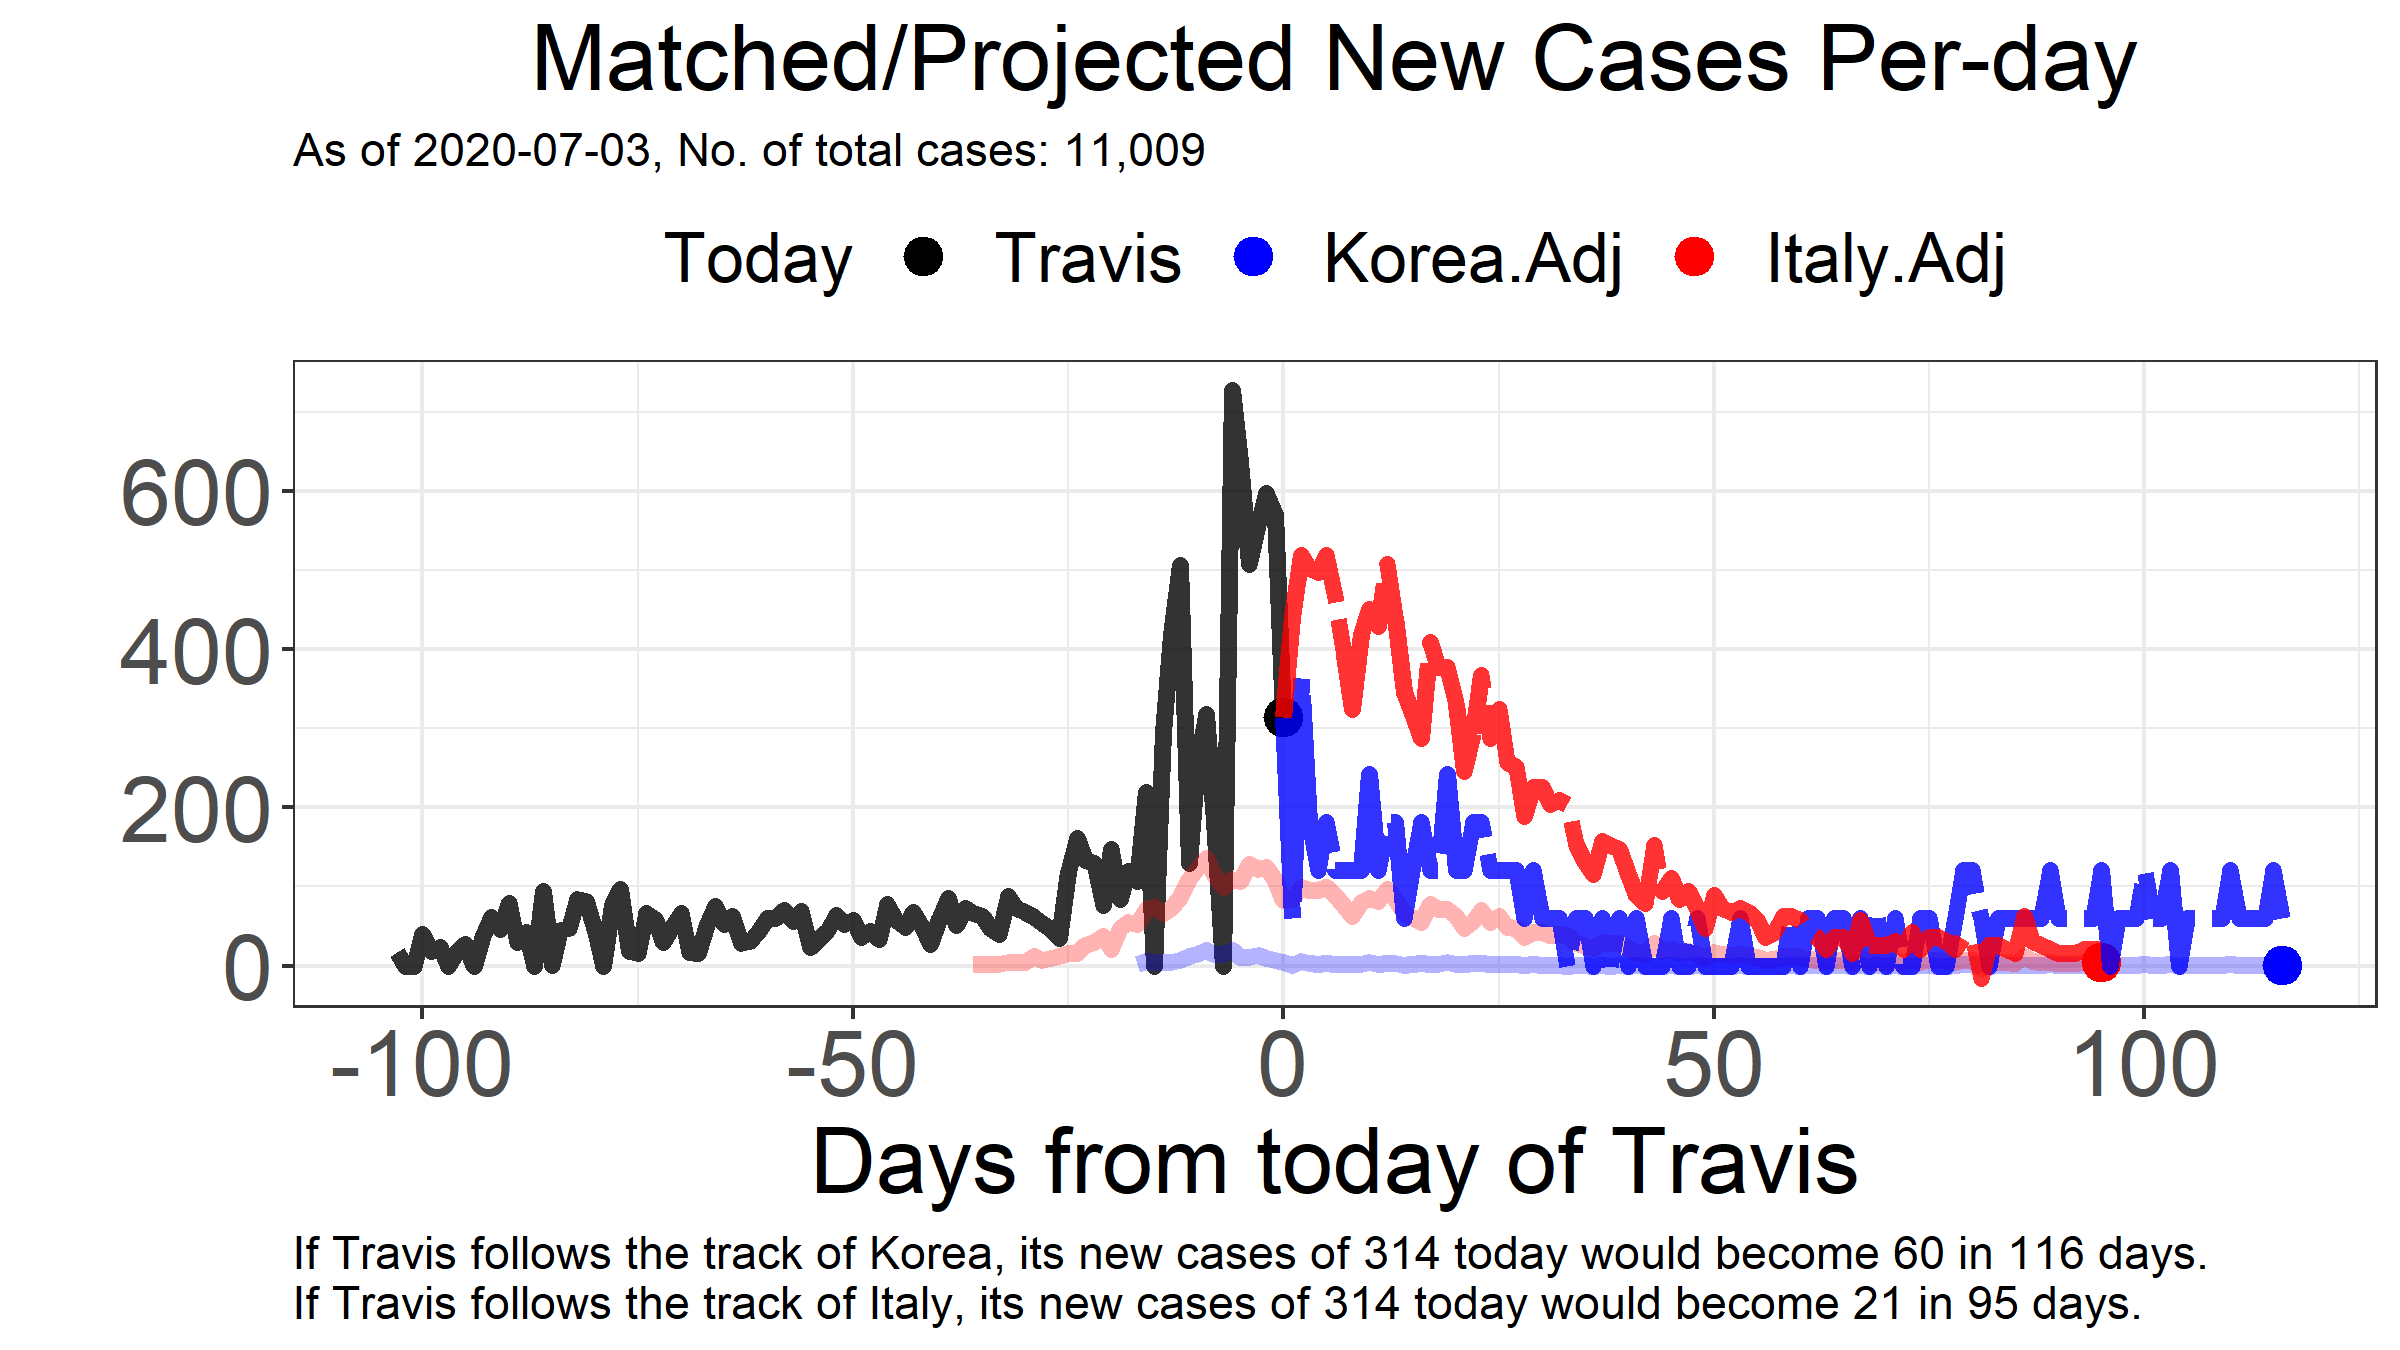 Matched/Projected New Cases Per-day
As of 2020-07-03, No. of total cases: 11,009
Today Travis Korea.Adj Italy.Adj
600
400
200
0
-100 -50 0 50 100
Days from today of Travis
If Travis follows the track of Korea, its new cases of 314 today would become 60 in 116 days.
If Travis follows the track of Italy, its new cases of 314 today would become 21 in 95 days.